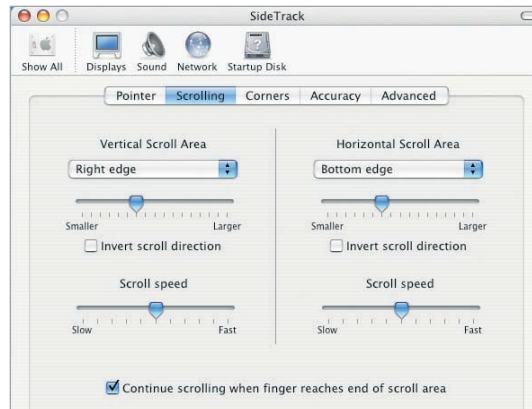 SideTrack
Show All
Displays
Sound
Network
Startup Disk
Pointer
Scrolling
Corners
Accuracy
Advanced
Vertical Scroll Area
Right edge
Smaller
Larger
Invert scroll direction
Scroll speed
Slow
Fast
Horizontal Scroll Area
Bottom edge
Smaller
Larger
Invert scroll direction
Scroll speed
Slow
Fast
Continue scrolling when finger reaches end of scroll area